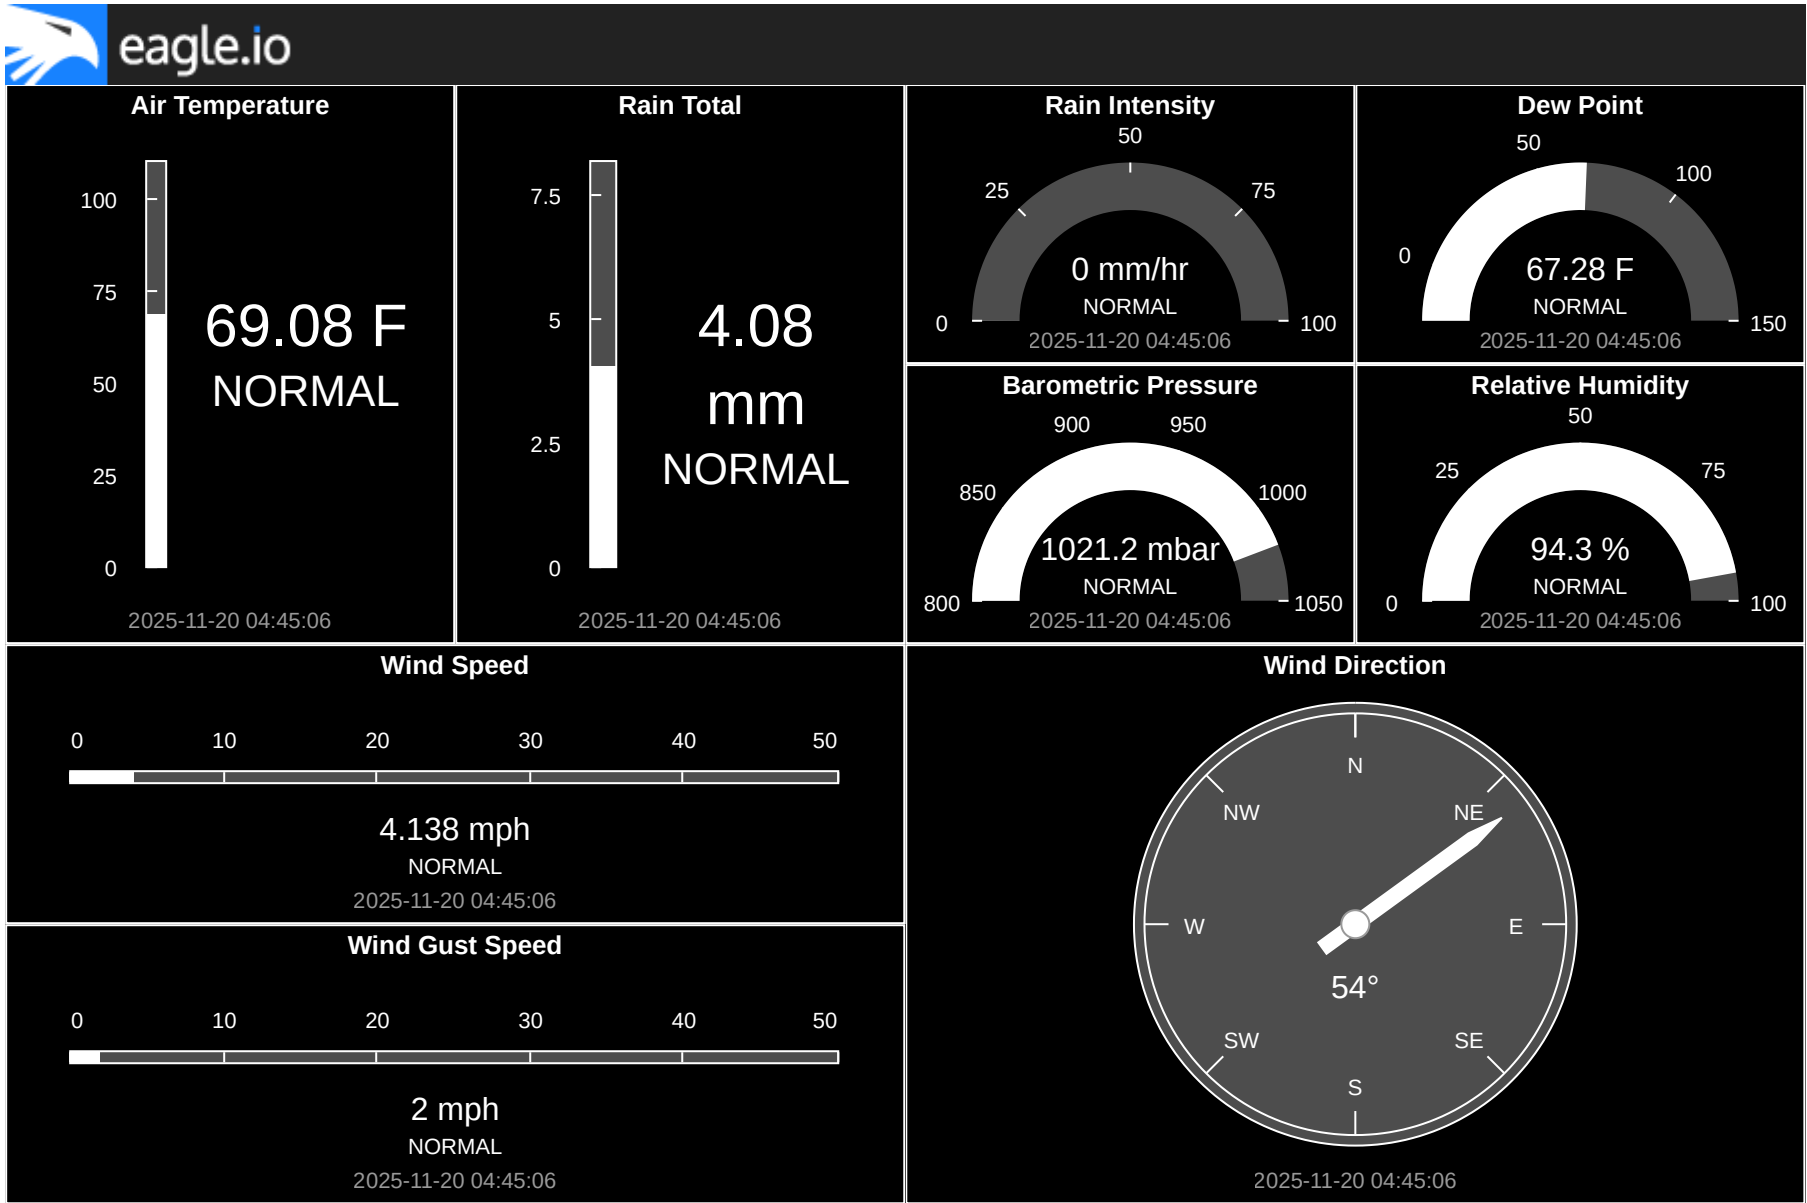 eagle.io
Air Temperature
100
75
50
25
0
69.08 F
NORMAL
2025-11-20 04:45:06
Rain Total
7.5
5
2.5
0
4.08
mm
NORMAL
2025-11-20 04:45:06
Rain Intensity
0
25
50
75
100
0 mm/hr
NORMAL
2025-11-20 04:45:06
Dew Point
0
50
100
150
67.28 F
NORMAL
2025-11-20 04:45:06
Barometric Pressure
800
850
900
950
1000
1050
1021.2 mbar
NORMAL
2025-11-20 04:45:06
Relative Humidity
0
25
50
75
100
94.3 %
NORMAL
2025-11-20 04:45:06
Wind Speed
0 10 20 30 40 50
4.138 mph
NORMAL
2025-11-20 04:45:06
Wind Gust Speed
0 10 20 30 40 50
2 mph
NORMAL
2025-11-20 04:45:06
Wind Direction
N
NW NE
W E
54°
SW SE
S
2025-11-20 04:45:06